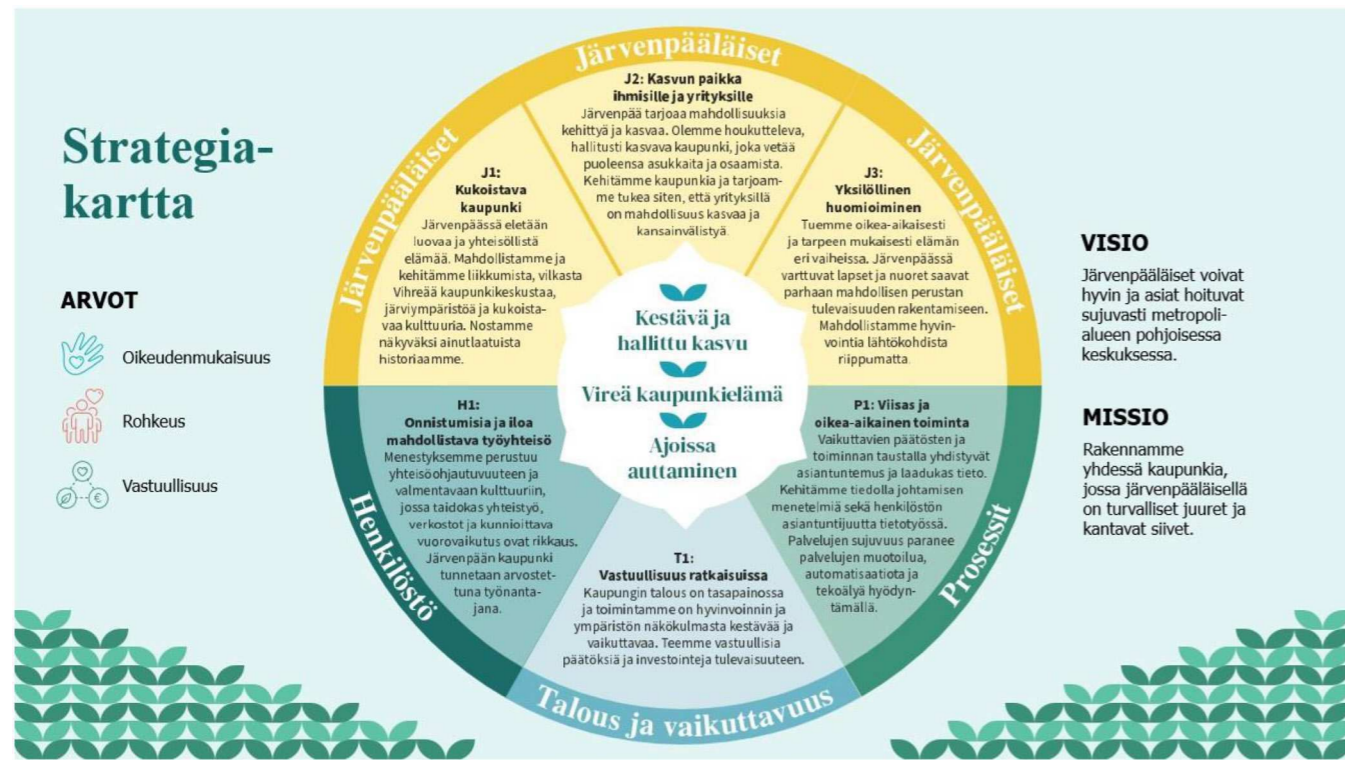 Strategia-
kartta
ARVOT
Oikeudenmukaisuus
Rohkeus
Vastuullisuus
Järvenpääläiset
J1:
Kukoistava
kaupunki
Järvenpäässä eletään
luovaa ja yhteisöllistä
elämää. Mahdollistamme ja
kehitämme liikkumista, vilkasta
Vihreää kaupunkikeskustaa,
järviympäristöä ja kukoista-
vaa kulttuuria. Nostamme
näkyväksi ainutlaatuista
historiaamme.
Järvenpääläiset
J2: Kasvun paikka
ihmisille ja yrityksille
Järvenpää tarjoaa mahdollisuuksia
kehittyä ja kasvaa. Olemme houkutteleva,
hallitusti kasvava kaupunki, joka vetää
puoleensa asukkaita ja osaamista.
Kehitämme kaupunkia ja tarjoam-
me tukea siten, että yrityksillä
on mahdollisuus kasvaa ja
kansainvälistyä.
Järvenpääläiset
J3:
Yksilöllinen
huomioiminen
Tuemme oikea-aikaisesti
ja tarpeen mukaisesti elämän
eri vaiheissa. Järvenpäässä
varttuvat lapset ja nuoret saavat
parhaan mahdollisen perustan
tulevaisuuden rakentamiseen.
Mahdollistamme hyvin-
vointia lähtökohdista
riippumatta.
Kestävä ja
hallittu kasvu
Vireä kaupunkielämä
Ajoissa
auttaminen
Henkilöstö
H1:
Onnistumisia ja iloa
mahdollistava työyhteisö
Menestyksemme perustuu
yhteisöohjautuvuuteen ja
valmentavaan kulttuuriin,
jossa taidokas yhteistyö,
verkostot ja kunnioittava
vuorovaikutus ovat rikkaus.
Järvenpään kaupunki
tunnetaan arvostet-
tuna työnanta-
jana.
T1:
Vastuullisuus ratkaisuissa
Kaupungin talous on tasapainossa
ja toimintamme on hyvinvoinnin ja
ympäristön näkökulmasta kestävää ja
vaikuttavaa. Teemme vastuullisia
päätöksiä ja investointeja tulevaisuuteen.
Talous ja vaikuttavuus
P1: Viisas ja
oikea-aikainen toiminta
Vaikuttavien päätösten ja
toiminnan taustalla yhdistyvät
asiantuntemus ja laadukas tieto.
Kehitämme tiedolla johtamisen
menetelmiä sekä henkilöstön
asiantuntijuutta tietotyössä.
Palvelujen sujuvuus paranee
palvelujen muotoilua,
automatisaatiota ja
tekoälyä hyödyn-
tämällä.
Prosessit
VISIO
Järvenpääläiset voivat
hyvin ja asiat hoituvat
sujuvasti metropoli-
alueen pohjoisessa
keskuksessa.
MISSIO
Rakennamme
yhdessä kaupunkia,
jossa järvenpääläisellä
on turvalliset juuret ja
kantavat siivet.